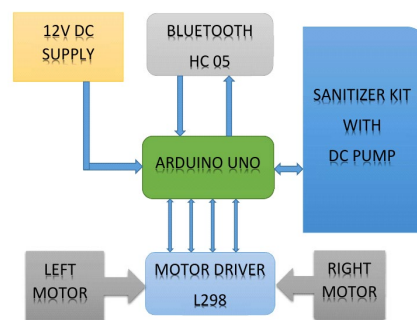 12V DC
SUPPLY
BLUETOOTH
HC 05
SANITIZER KIT
WITH
DC PUMP
ARDUINO UNO
LEFT
MOTOR
MOTOR DRIVER
L298
RIGHT
MOTOR